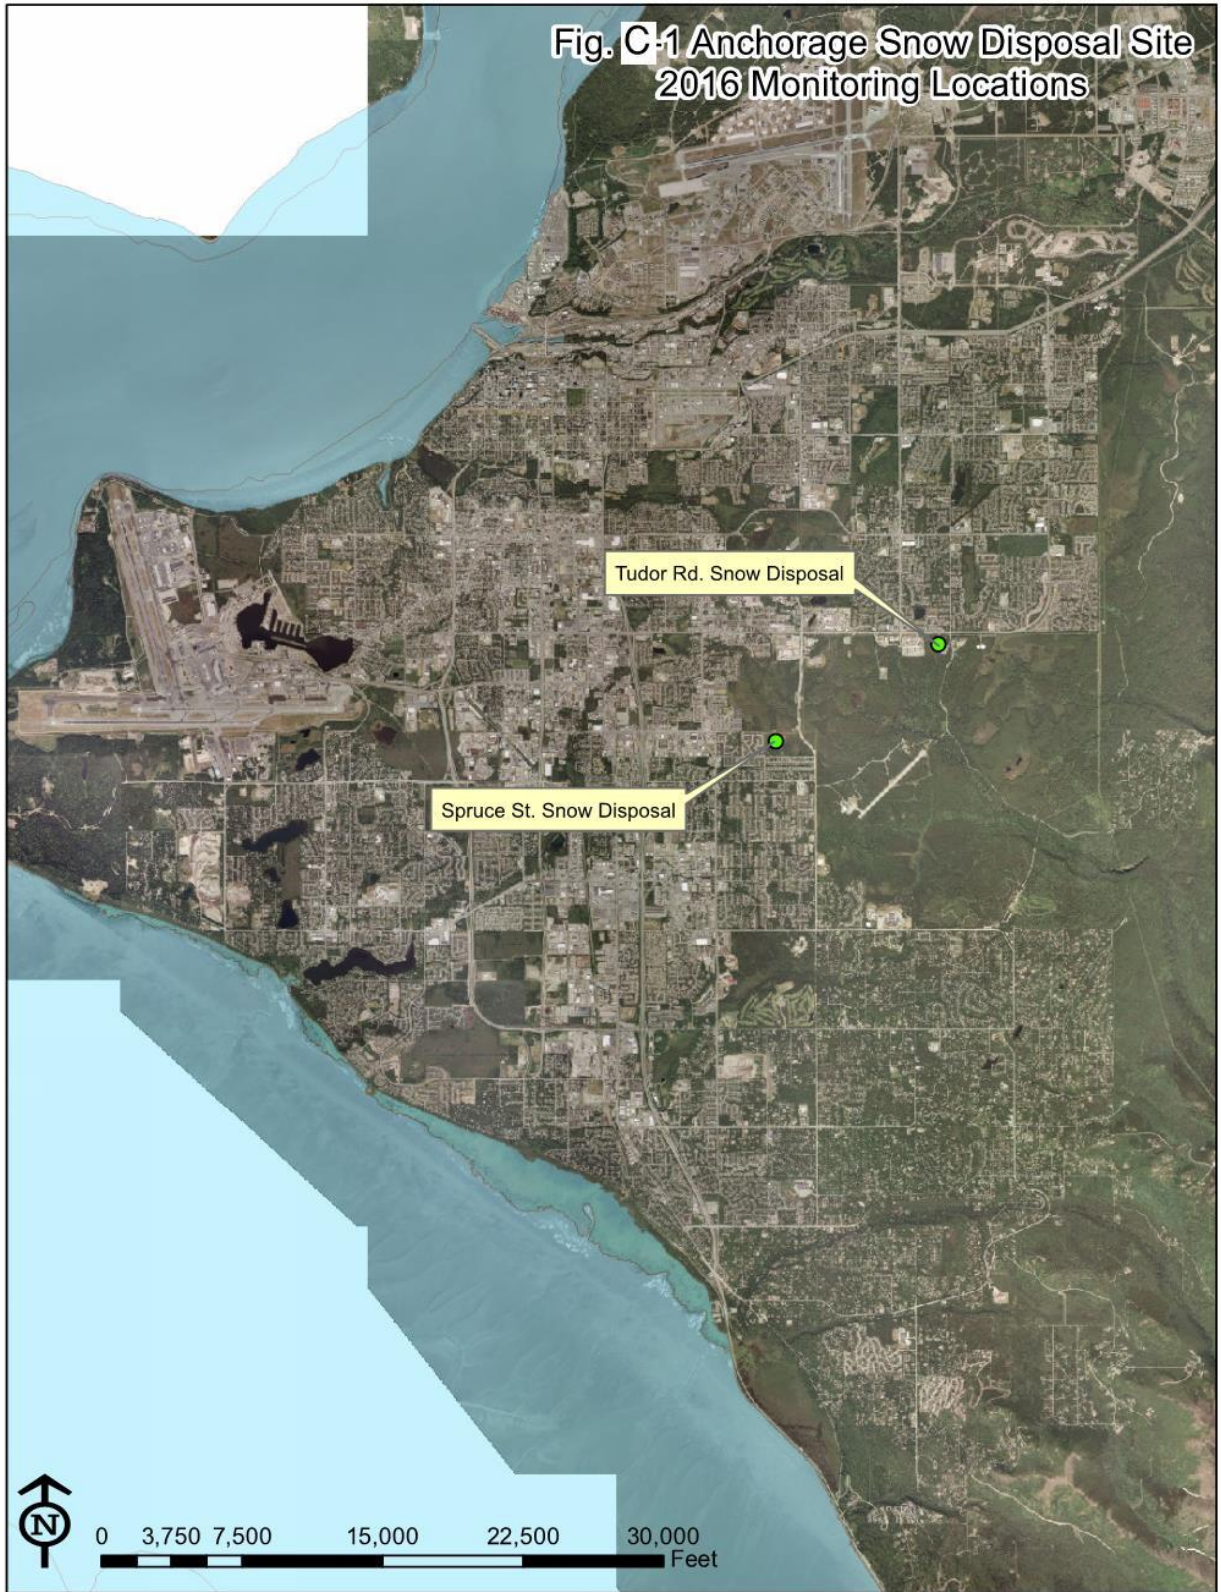 Fig. C-1 Anchorage Snow Disposal Site
2016 Monitoring Locations
Tudor Rd. Snow Disposal
Spruce St. Snow Disposal
N
0 3,750 7,500 15,000 22,500 30,000
Feet